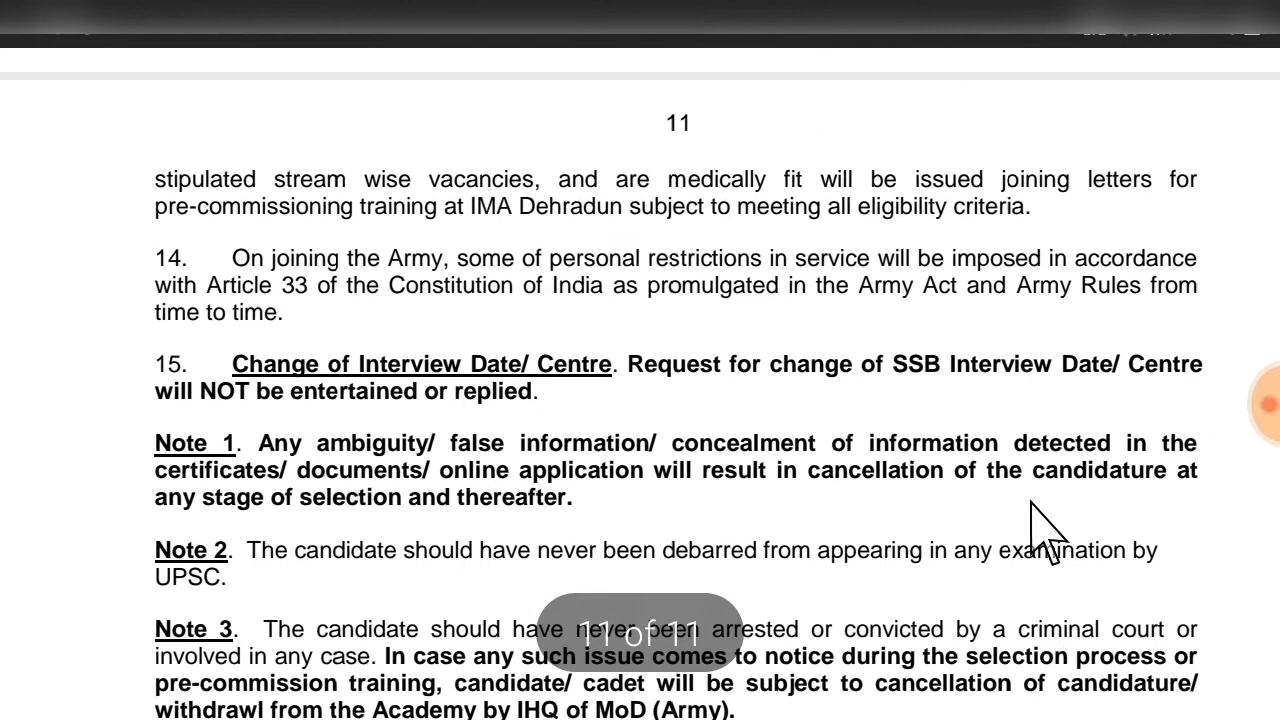 11
stipulated stream wise vacancies, and are medically fit will be issued joining letters for
pre-commissioning training at IMA Dehradun subject to meeting all eligibility criteria.
14. On joining the Army, some of personal restrictions in service will be imposed in accordance
with Article 33 of the Constitution of India as promulgated in the Army Act and Army Rules from
time to time.
15. Change of Interview Date/ Centre. Request for change of SSB Interview Date/ Centre
will NOT be entertained or replied.
Note 1. Any ambiguity/ false information/ concealment of information detected in the
certificates/ documents/ online application will result in cancellation of the candidature at
any stage of selection and thereafter.
Note 2. The candidate should have never been debarred from appearing in any examination by
UPSC.
Note 3. The candidate should have never been arrested or convicted by a criminal court or
11 of 11
involved in any case. In case any such issue comes to notice during the selection process or
pre-commission training, candidate/ cadet will be subject to cancellation of candidature/
withdrawl from the Academy by IHQ of MoD (Army).